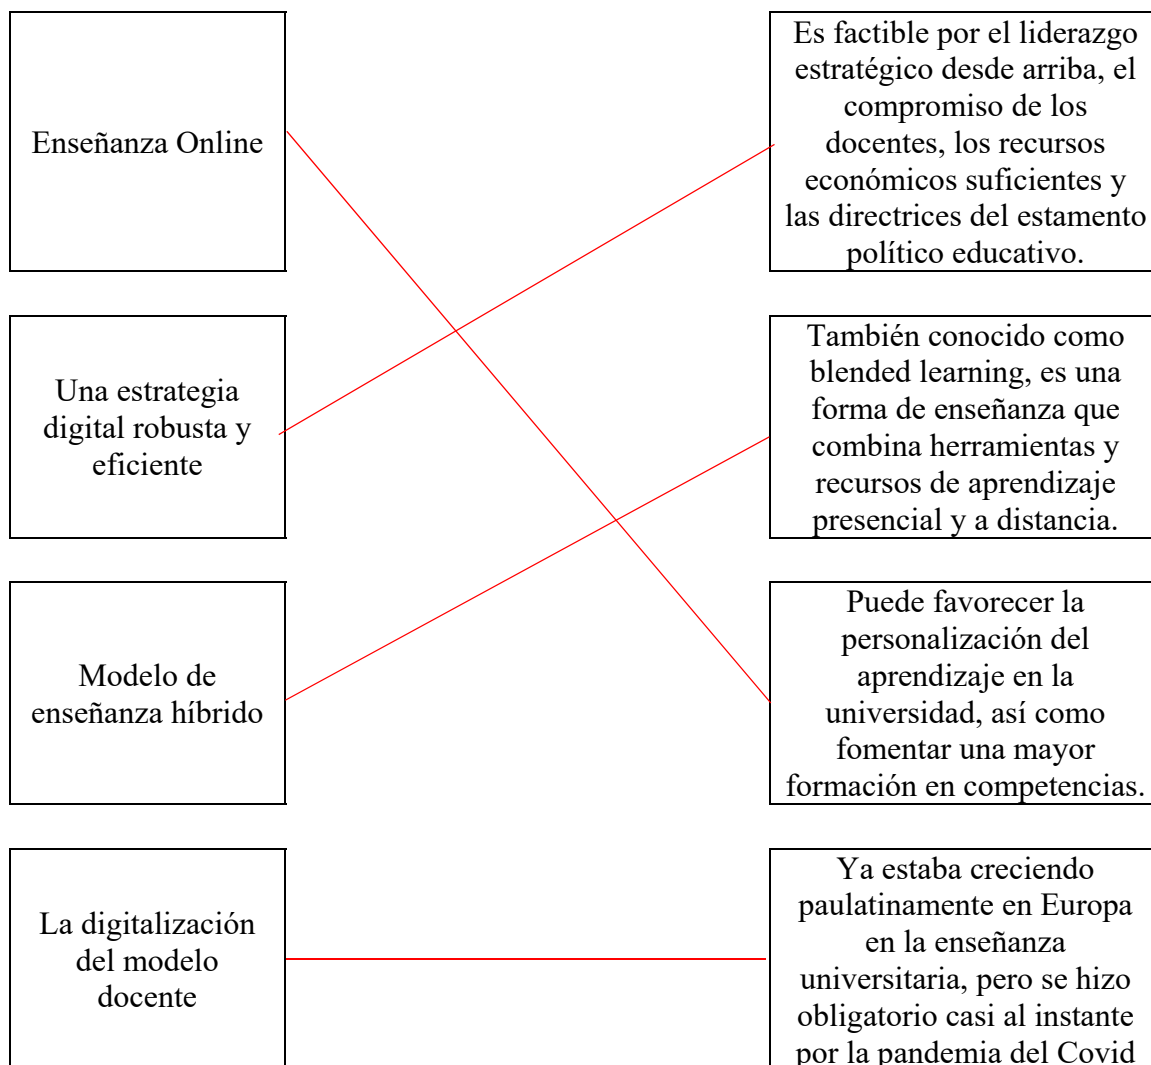 Enseñanza Online
Es factible por el liderazgo
estratégico desde arriba, el
compromiso de los
docentes, los recursos
económicos suficientes y
las directrices del estamento
político educativo.
Una estrategia
digital robusta y
eficiente
También conocido como
blended learning, es una
forma de enseñanza que
combina herramientas y
recursos de aprendizaje
presencial y a distancia.
Modelo de
enseñanza híbrido
Puede favorecer la
personalización del
aprendizaje en la
universidad, así como
fomentar una mayor
formación en competencias.
La digitalización
del modelo
docente
Ya estaba creciendo
paulatinamente en Europa
en la enseñanza
universitaria, pero se hizo
obligatorio casi al instante
por la pandemia del Covid